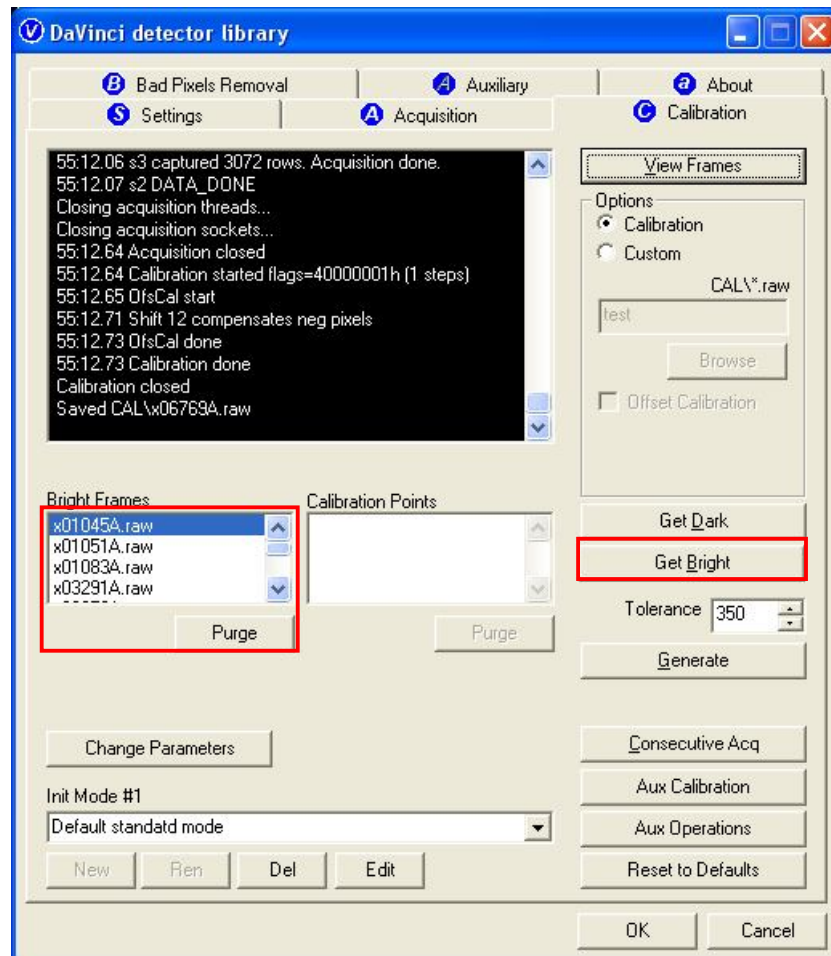 DaVinci detector library
Bad Pixels Removal
Auxiliary
About
Settings
Acquisition
Calibration
55:12.06 s3 captured 3072 rows. Acquisition done.
55:12.07 s2 DATA_DONE
Closing acquisition threads...
Closing acquisition sockets...
55:12.64 Acquisition closed
55:12.64 Calibration started flags=40000001h (1 steps)
55:12.65 OfsCal start
55:12.71 Shift 12 compensates neg pixels
55:12.73 OfsCal done
55:12.73 Calibration done
Calibration closed
Saved CAL\x06769A.raw
View Frames
Options
Calibration
Custom
CAL\*.raw
test
Browse
Offset Calibration
Bright Frames
x01045A.raw
x01051A.raw
x01083A.raw
x03291A.raw
Purge
Calibration Points
Purge
Get Dark
Get Bright
Tolerance 350
Generate
Change Parameters
Init Mode #1
Default standatd mode
New
Ren
Del
Edit
Consecutive Acq
Aux Calibration
Aux Operations
Reset to Defaults
OK
Cancel